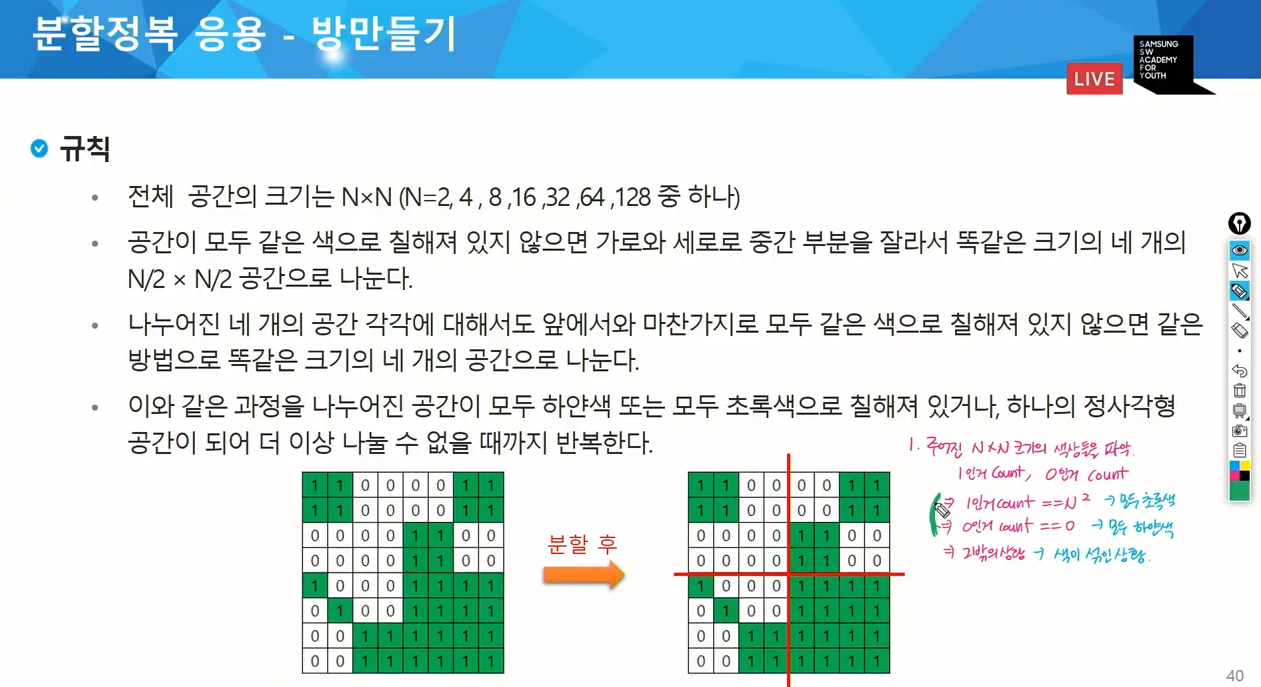 분할정복 응용 - 방만들기
SAMSUNG
SW
ACADEMY
FOR
YOUTH
LIVE
규칙
• 전체 공간의 크기는 N×N (N=2, 4 , 8 ,16 ,32 ,64 ,128 중 하나)
• 공간이 모두 같은 색으로 칠해져 있지 않으면 가로와 세로로 중간 부분을 잘라서 똑같은 크기의 네 개의
N/2 × N/2 공간으로 나눈다.
• 나누어진 네 개의 공간 각각에 대해서도 앞에서와 마찬가지로 모두 같은 색으로 칠해져 있지 않으면 같은
방법으로 똑같은 크기의 네 개의 공간으로 나눈다.
• 이와 같은 과정을 나누어진 공간이 모두 하얀색 또는 모두 초록색으로 칠해져 있거나, 하나의 정사각형
공간이 되어 더 이상 나눌 수 없을 때까지 반복한다.
1 1 0 0 0 0 1 1
1 1 0 0 0 0 1 1
0 0 0 0 1 1 0 0
0 0 0 0 1 1 0 0
1 0 0 0 1 1 1 1
0 1 0 0 1 1 1 1
0 0 1 1 1 1 1 1
0 0 1 1 1 1 1 1
분할 후
1 1 0 0 0 0 1 1
1 1 0 0 0 0 1 1
0 0 0 0 1 1 0 0
0 0 0 0 1 1 0 0
1 0 0 0 1 1 1 1
0 1 0 0 1 1 1 1
0 0 1 1 1 1 1 1
0 0 1 1 1 1 1 1
1. 주어진 N×N 크기의 색상들을 파악.
1인거 count, 0인거 count
⇒ 1인거 count == N² → 모두 초록색
⇒ 0인거 count == 0 → 모두 하얀색
⇒ 그밖의 상황 → 색이 섞인 상황.
40